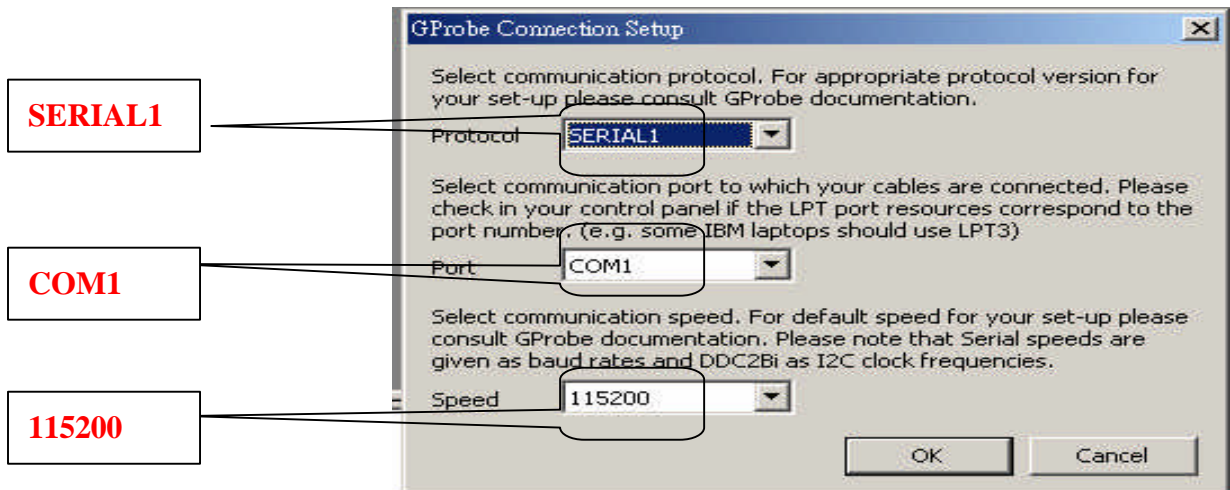 GProbe Connection Setup
Select communication protocol. For appropriate protocol version for
your set-up please consult GProbe documentation.
SERIAL1
Protocol SERIAL1
Select communication port to which your cables are connected. Please
check in your control panel if the LPT port resources correspond to the
port number. (e.g. some IBM laptops should use LPT3)
COM1
Port COM1
Select communication speed. For default speed for your set-up please
consult GProbe documentation. Please note that Serial speeds are
given as baud rates and DDC2Bi as I2C clock frequencies.
115200
Speed 115200
OK Cancel